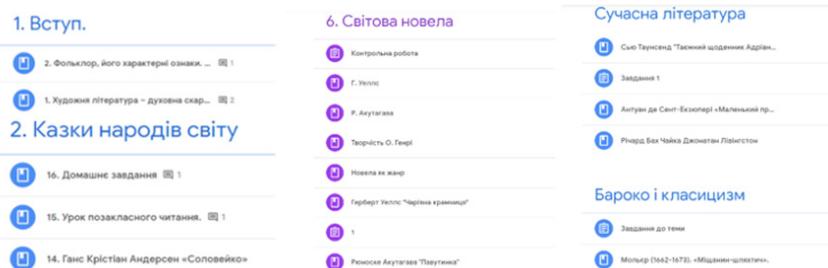 1. Вступ.
2. Фольклор, його характерні ознаки. ... 1
1. Художня література – духовна скар... 2
2. Казки народів світу
16. Домашнє завдання 1
15. Урок позакласного читання. 1
14. Ганс Крістіан Андерсен «Соловейко»
6. Світова новела
Контрольна робота
Г. Уеллс
Р. Акутагава
Творчість О. Генрі
Новела як жанр
Герберт Уеллс "Чарівна крамниця"
1
Рюноске Акутагава "Павутинка"
Сучасна література
Сью Таунсенд "Таємний щоденник Адріан...
Завдання 1
Антуан де Сент-Екзюпері «Маленький пр...
Річард Бах Чайка Джонатан Лівінгстон
Бароко і класицизм
Завдання до теми
Мольєр (1662-1673). «Міщанин-шляхтич».